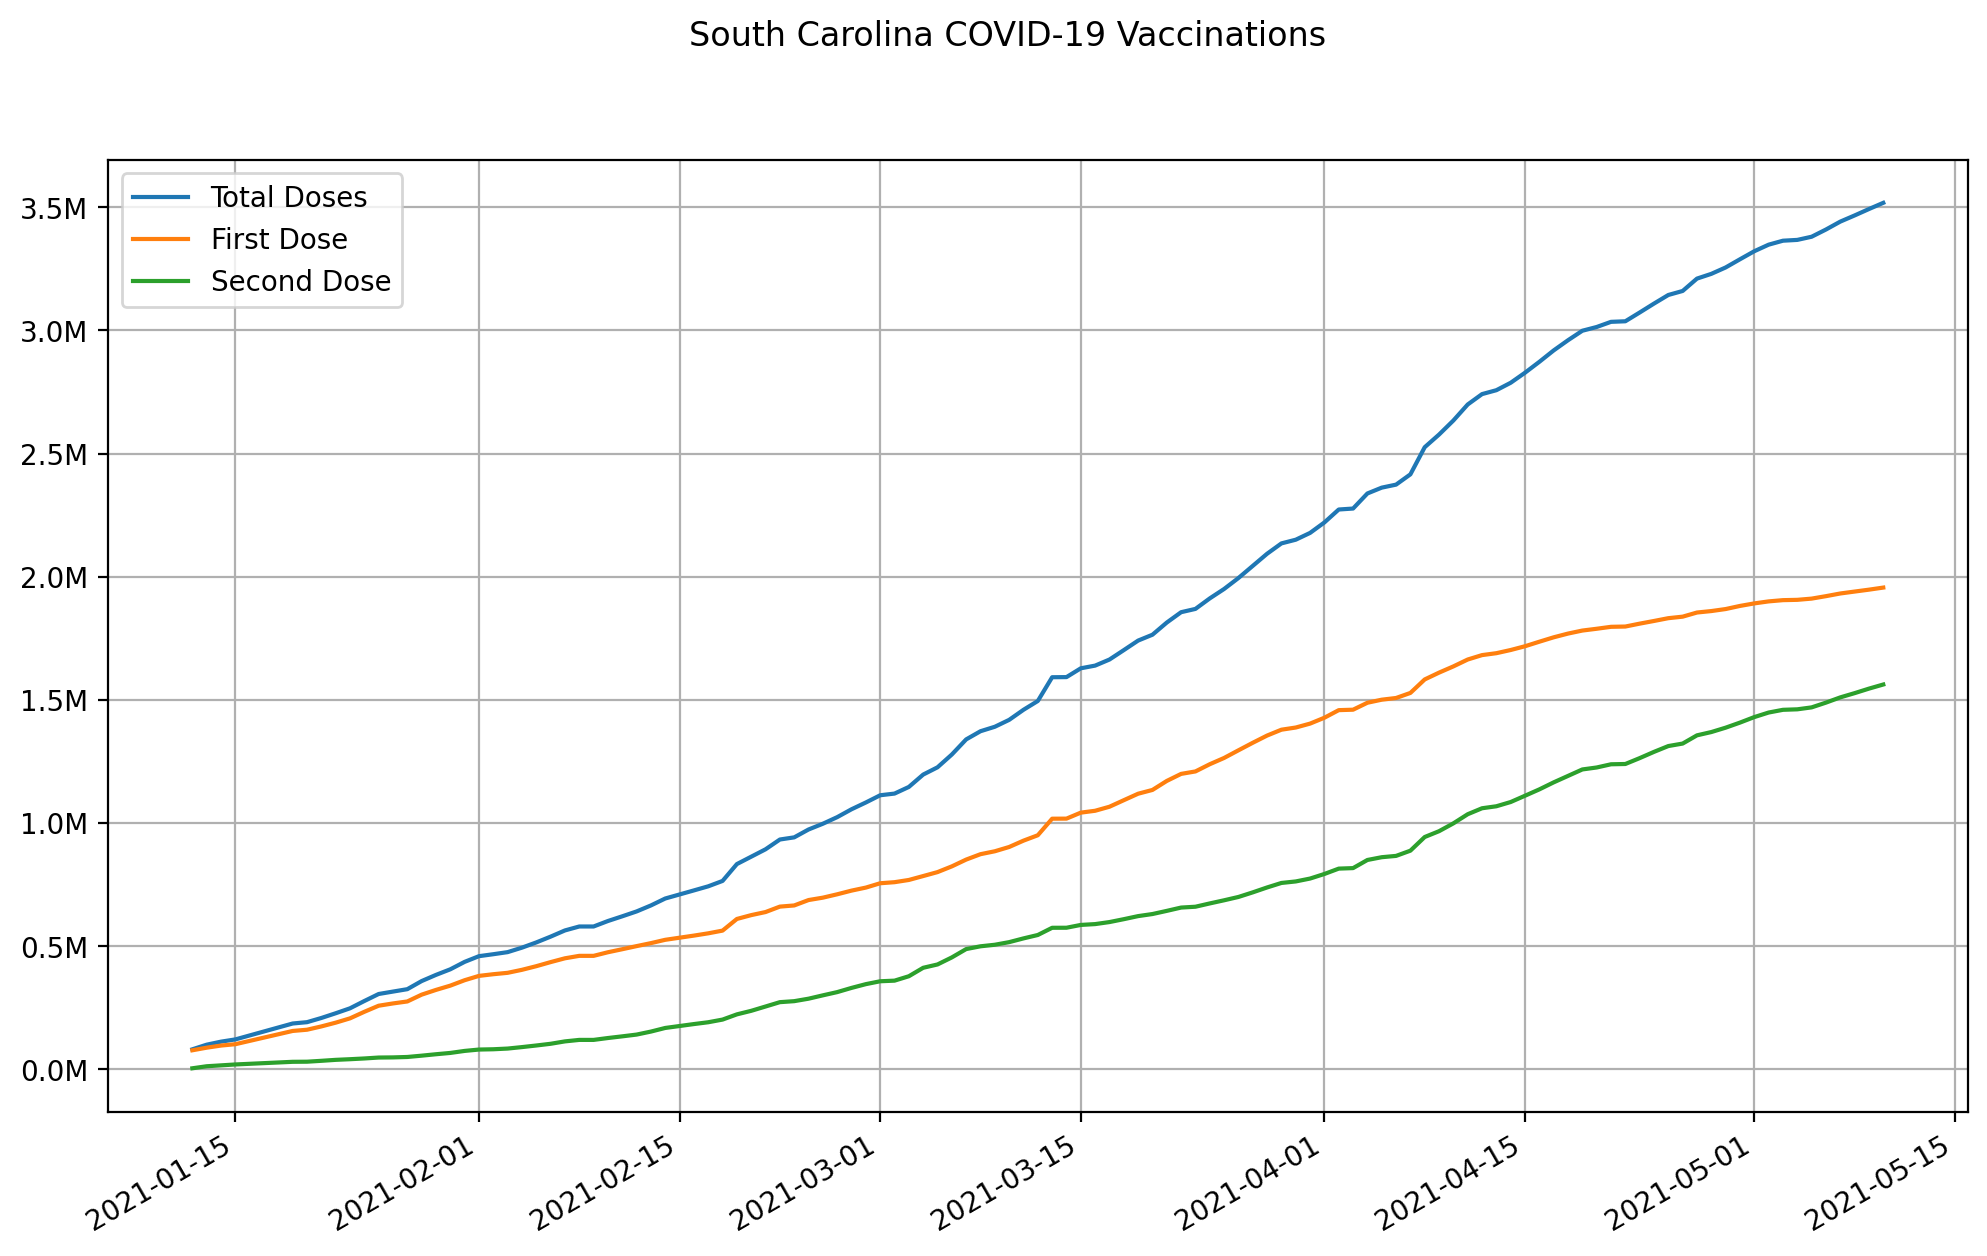 South Carolina COVID-19 Vaccinations
Total Doses
First Dose
Second Dose
3.5M
3.0M
2.5M
2.0M
1.5M
1.0M
0.5M
0.0M
2021-01-15
2021-02-01
2021-02-15
2021-03-01
2021-03-15
2021-04-01
2021-04-15
2021-05-01
2021-05-15